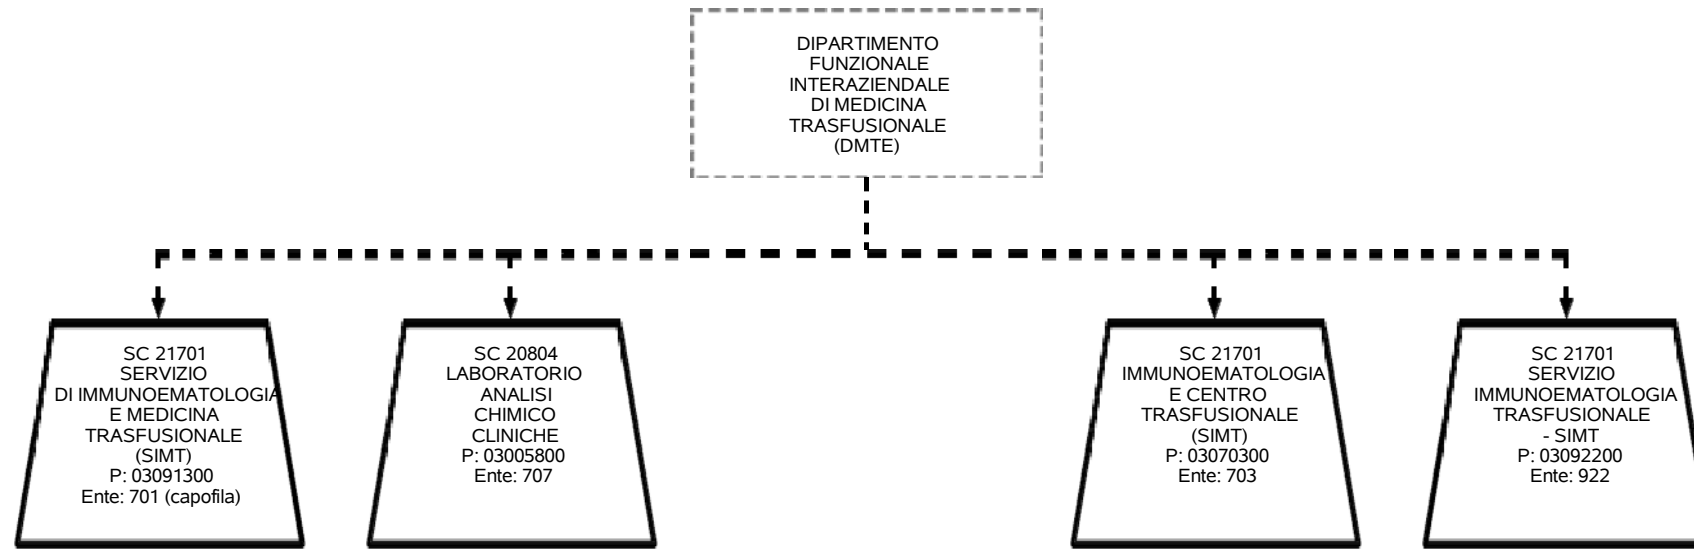 DIPARTIMENTO
FUNZIONALE
INTERAZIENDALE
DI MEDICINA
TRASFUSIONALE
(DMTE)
SC 21701
SERVIZIO
DI IMMUNOEMATOLOGIA
E MEDICINA
TRASFUSIONALE
(SIMT)
P: 03091300
Ente: 701 (capofila)
SC 20804
LABORATORIO
ANALISI
CHIMICO
CLINICHE
P: 03005800
Ente: 707
SC 21701
IMMUNOEMATOLOGIA
E CENTRO
TRASFUSIONALE
(SIMT)
P: 03070300
Ente: 703
SC 21701
SERVIZIO
IMMUNOEMATOLOGIA
TRASFUSIONALE
- SIMT
P: 03092200
Ente: 922